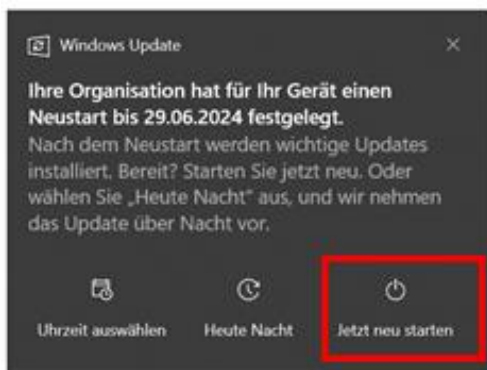 Windows Update
Ihre Organisation hat für Ihr Gerät einen
Neustart bis 29.06.2024 festgelegt.
Nach dem Neustart werden wichtige Updates
installiert. Bereit? Starten Sie jetzt neu. Oder
wählen Sie „Heute Nacht" aus, und wir nehmen
das Update über Nacht vor.
Uhrzeit auswählen Heute Nacht Jetzt neu starten